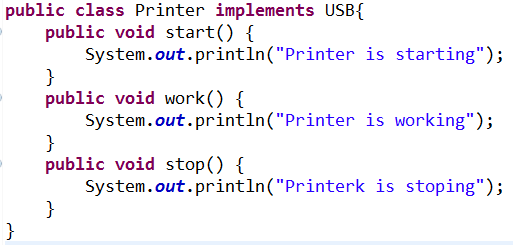 public class Printer implements USB{
    public void start() {
        System.out.println("Printer is starting");
    }
    public void work() {
        System.out.println("Printer is working");
    }
    public void stop() {
        System.out.println("Printerk is stoping");
    }
}